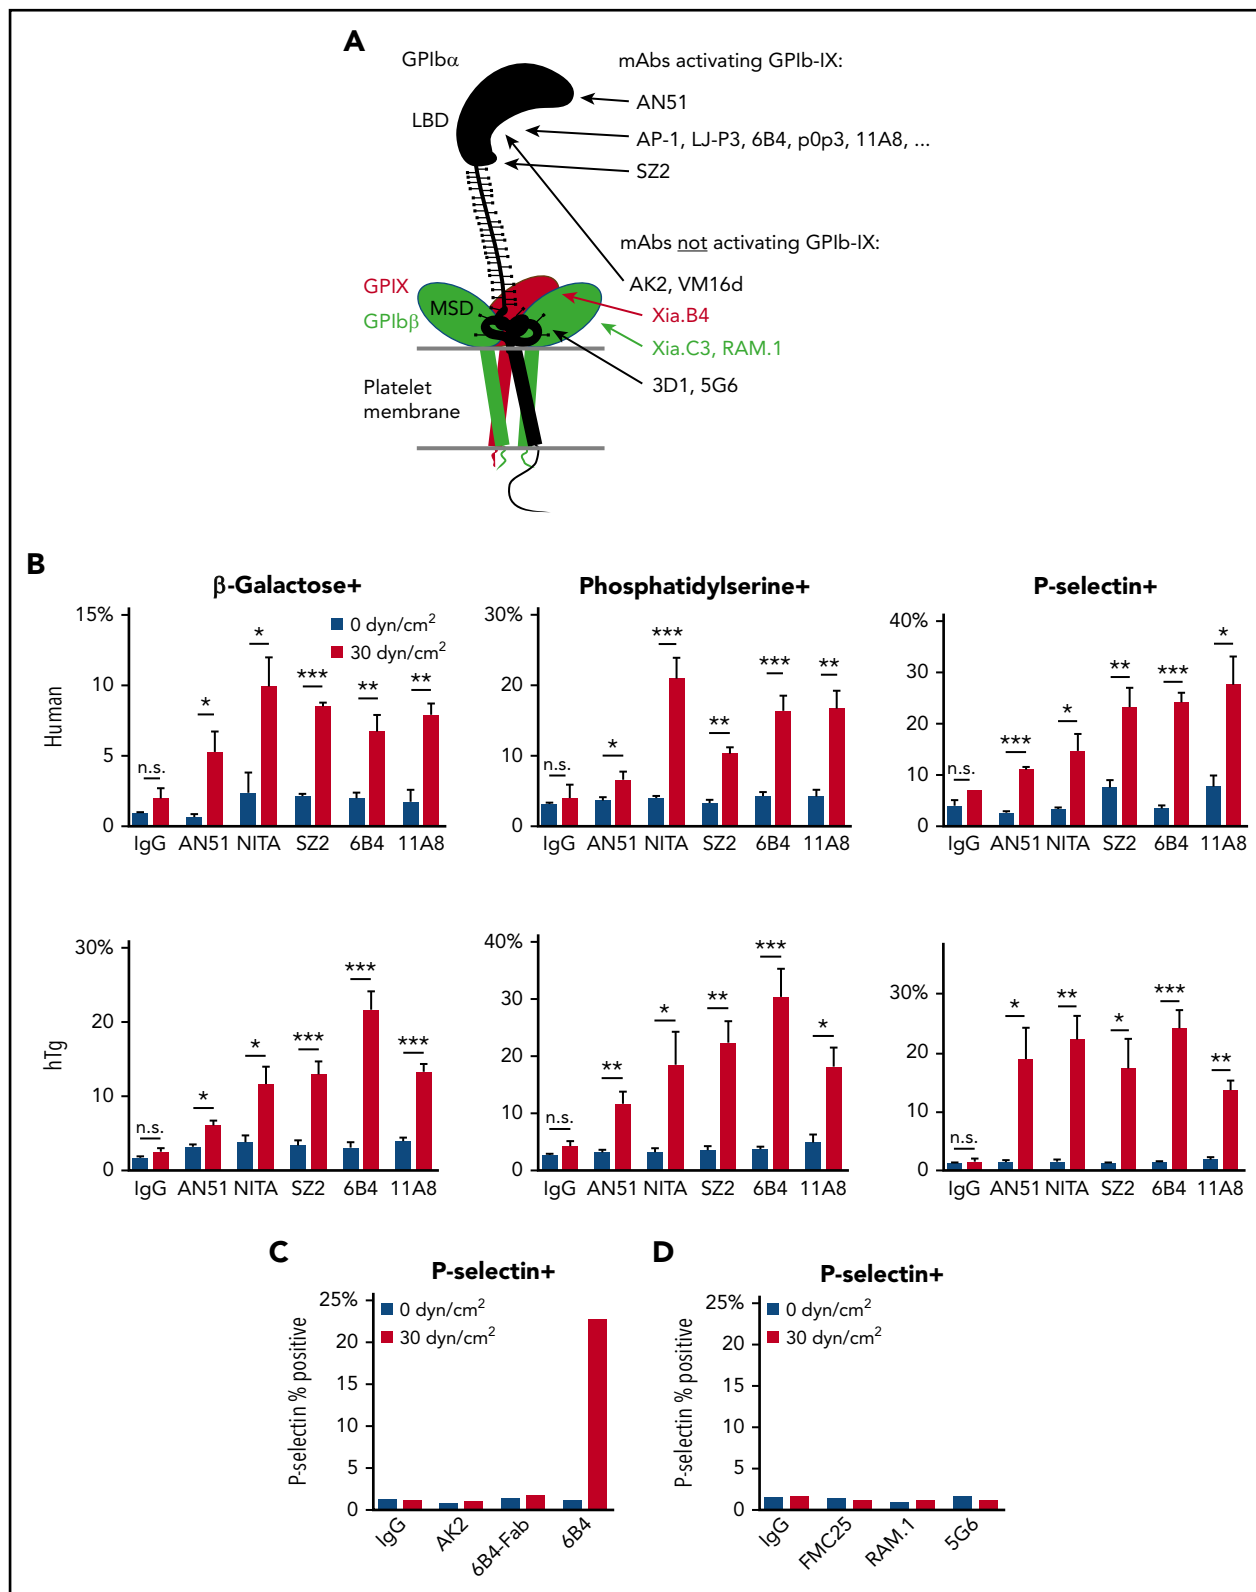 A
GPIbα
mAbs activating GPIb-IX:
AN51
LBD
AP-1, LJ-P3, 6B4, p0p3, 11A8, ...
SZ2
mAbs not activating GPIb-IX:
AK2, VM16d
GPIX
MSD
Xia.B4
GPIbβ
Xia.C3, RAM.1
3D1, 5G6
Platelet
membrane
B
β-Galactose+
Phosphatidylserine+
P-selectin+
Human
15%
10
5
0
0 dyn/cm²
30 dyn/cm²
n.s.
*
*
***
**
**
IgG AN51 NITA SZ2 6B4 11A8
30%
20
10
0
n.s.
*
***
**
***
**
IgG AN51 NITA SZ2 6B4 11A8
40%
30
20
10
0
n.s.
***
*
**
***
*
IgG AN51 NITA SZ2 6B4 11A8
hTg
30%
20
10
0
n.s.
*
*
***
***
***
IgG AN51 NITA SZ2 6B4 11A8
40%
30
20
10
0
n.s.
**
*
**
***
*
IgG AN51 NITA SZ2 6B4 11A8
30%
20
10
0
n.s.
*
**
*
***
**
IgG AN51 NITA SZ2 6B4 11A8
C
P-selectin+
P-selectin % positive
25%
20
15
10
5
0
0 dyn/cm²
30 dyn/cm²
IgG AK2 6B4-Fab 6B4
D
P-selectin+
P-selectin % positive
25%
20
15
10
5
0
0 dyn/cm²
30 dyn/cm²
IgG FMC25 RAM.1 5G6